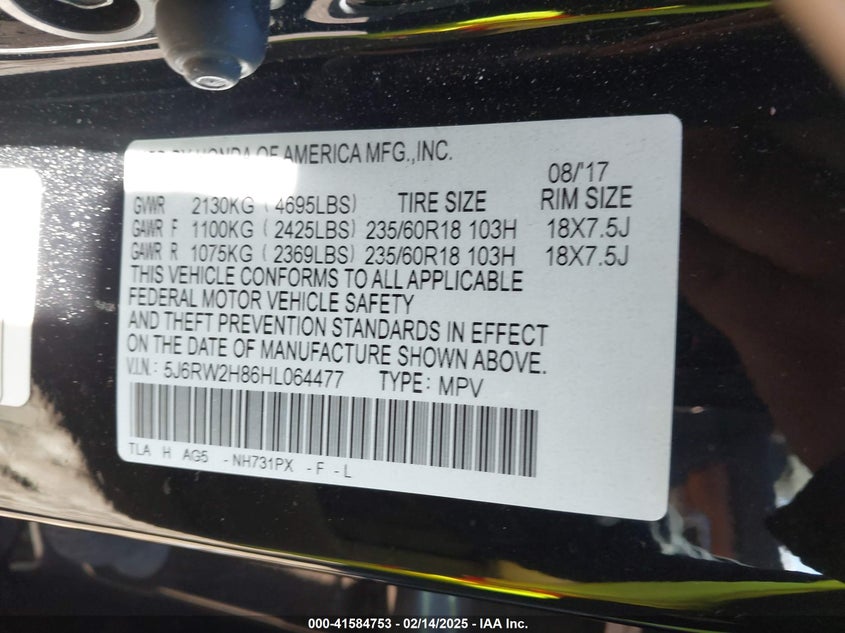 BY HONDA OF AMERICA MFG.,INC.
08/'17
GVWR 2130KG ( 4695LBS) TIRE SIZE RIM SIZE
GAWR F 1100KG ( 2425LBS) 235/60R18 103H 18X7.5J
GAWR R 1075KG ( 2369LBS) 235/60R18 103H 18X7.5J
THIS VEHICLE CONFORMS TO ALL APPLICABLE
FEDERAL MOTOR VEHICLE SAFETY
AND THEFT PREVENTION STANDARDS IN EFFECT
ON THE DATE OF MANUFACTURE SHOWN ABOVE.
V.I.N.: 5J6RW2H86HL064477 TYPE: MPV
TLA H AG5 - NH731PX - F - L
000-41584753 - 02/14/2025 - IAA Inc.